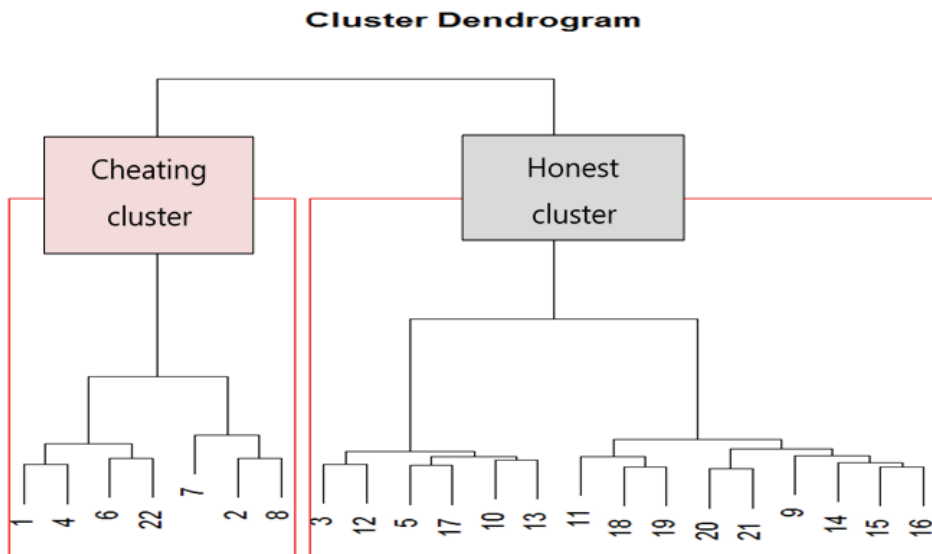 Cluster Dendrogram
Cheating
cluster
Honest
cluster
1 4 6 22 7 2 8 3 12 5 17 10 13 11 18 19 20 21 9 14 15 16